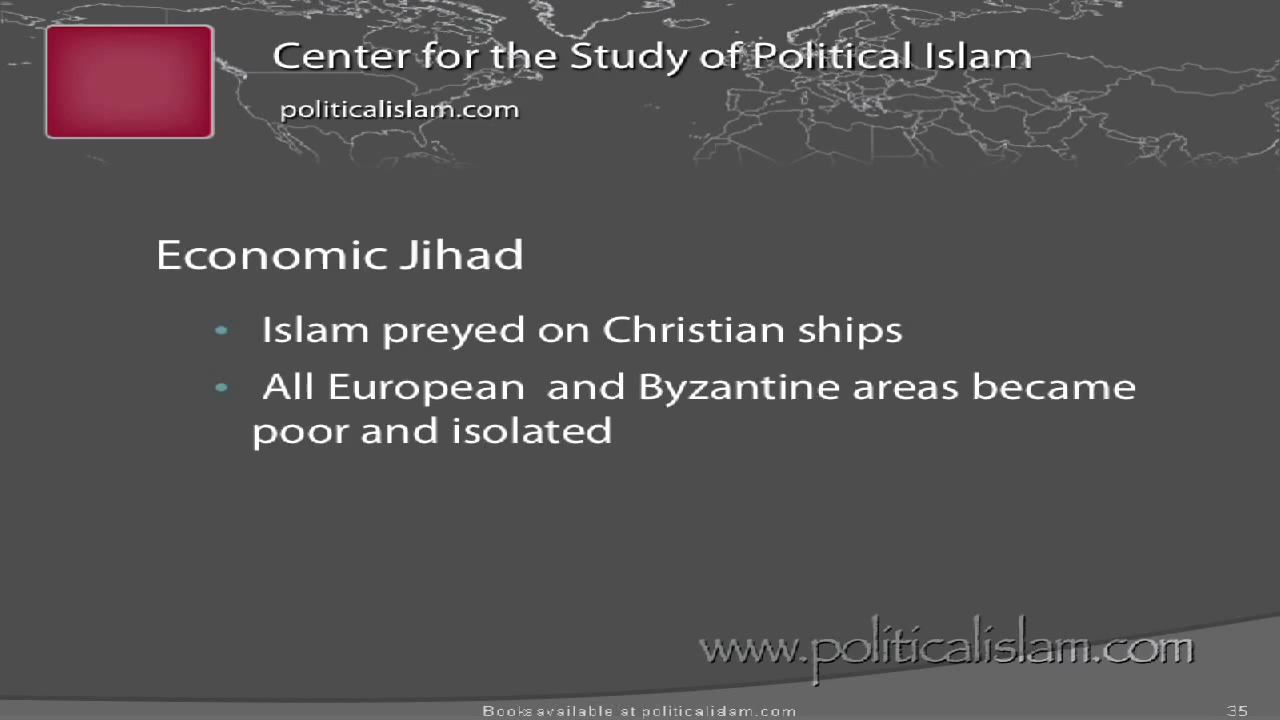 Center for the Study of Political Islam
politicalislam.com
Economic Jihad
• Islam preyed on Christian ships
• All European and Byzantine areas became
poor and isolated
www.politicalislam.com
Books available at politicalislam.com
35